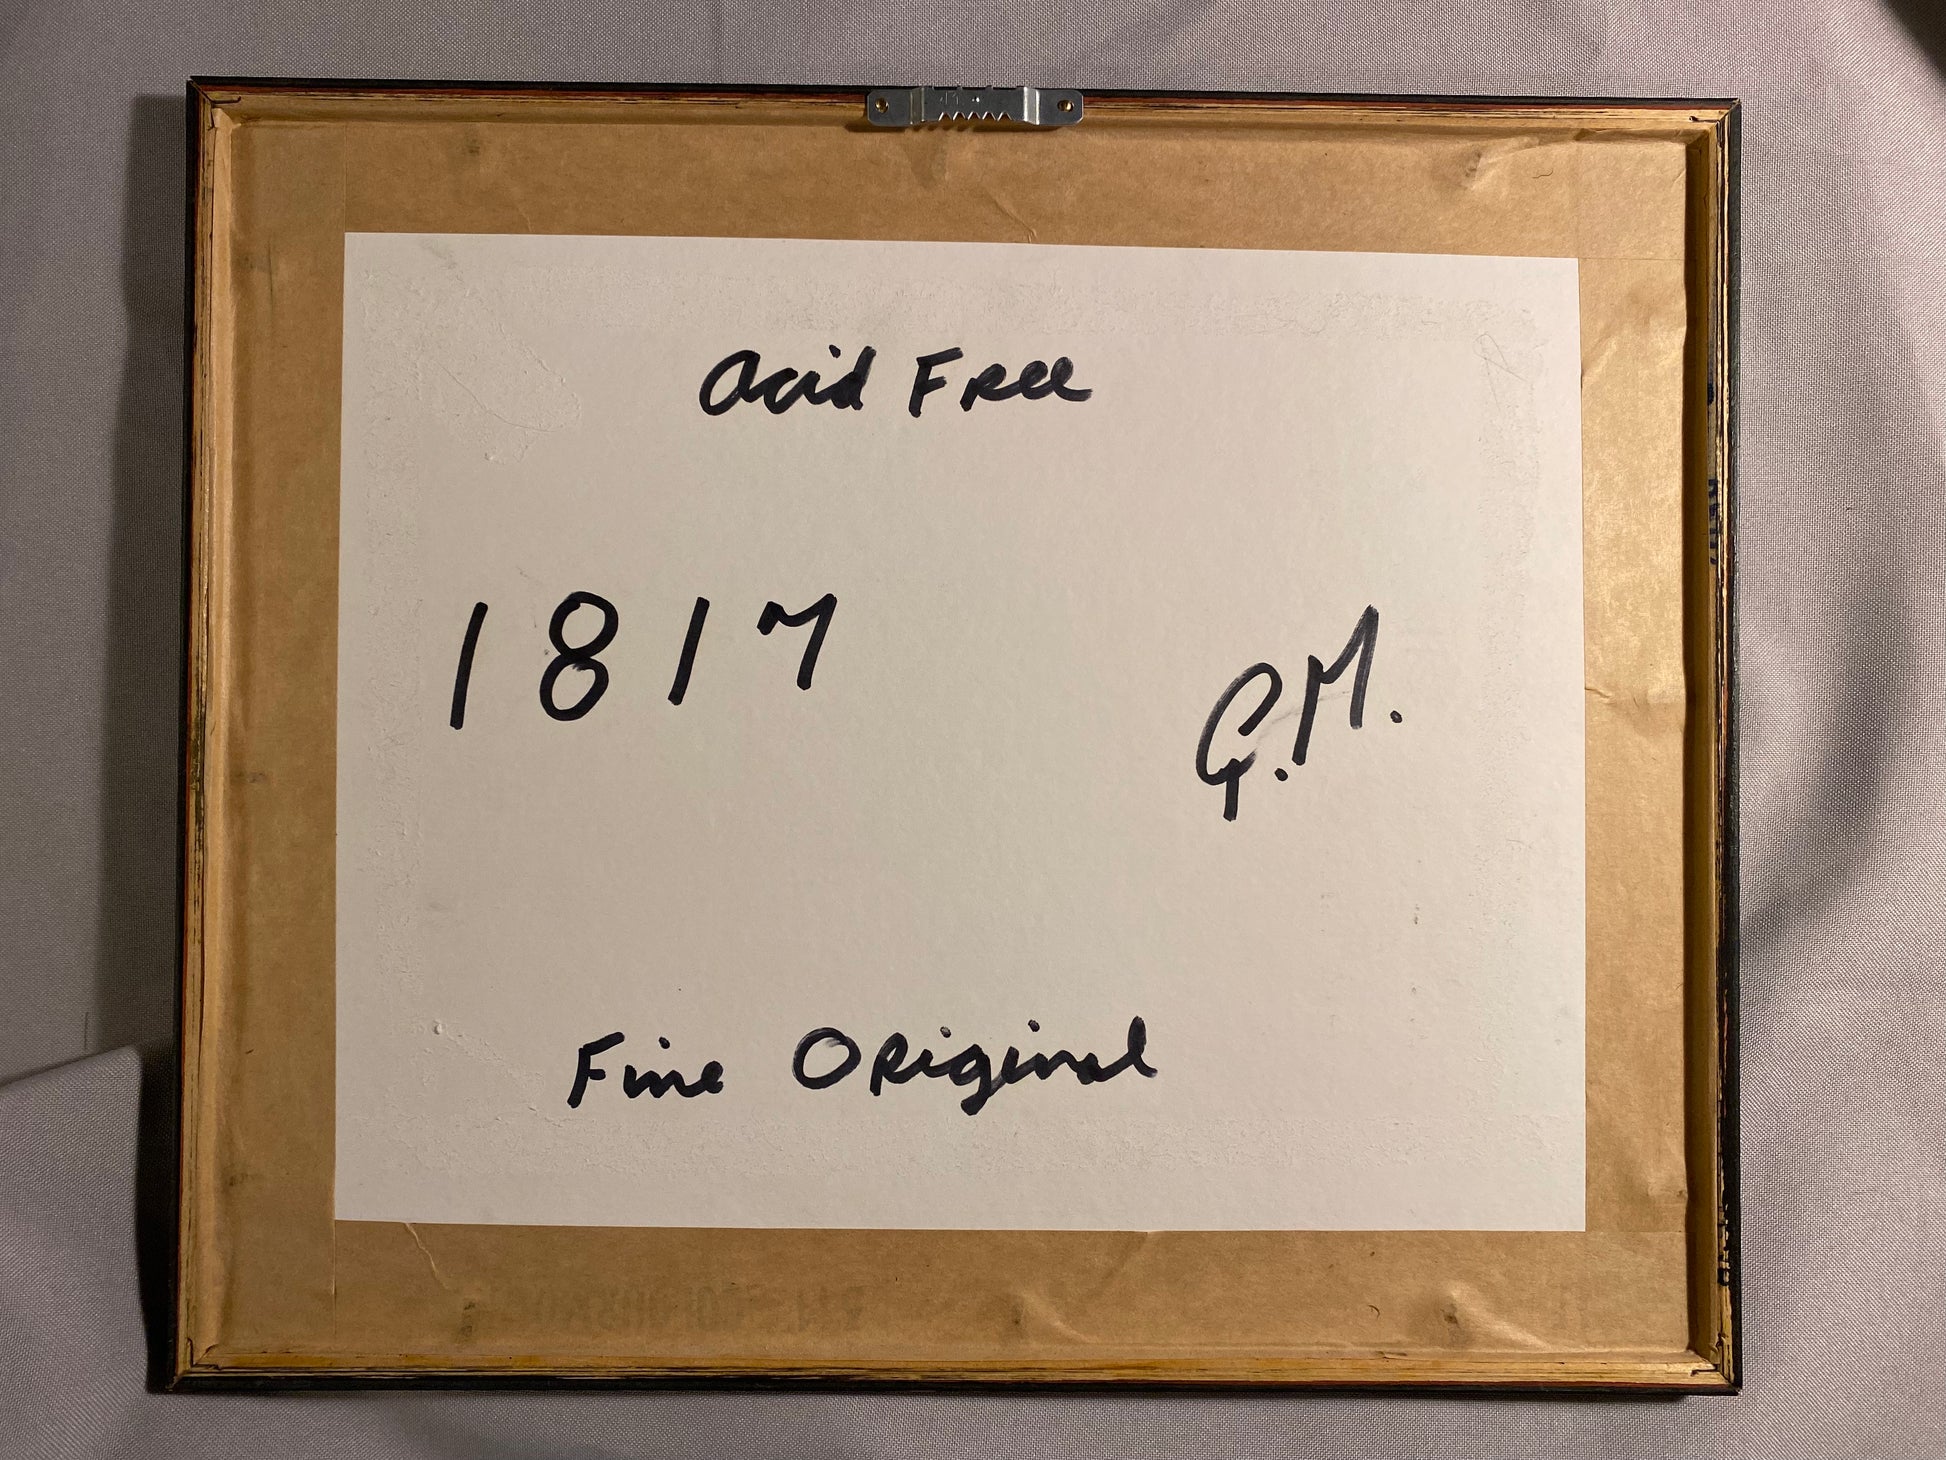 Acid Free
1817
G.M.
Fine Original